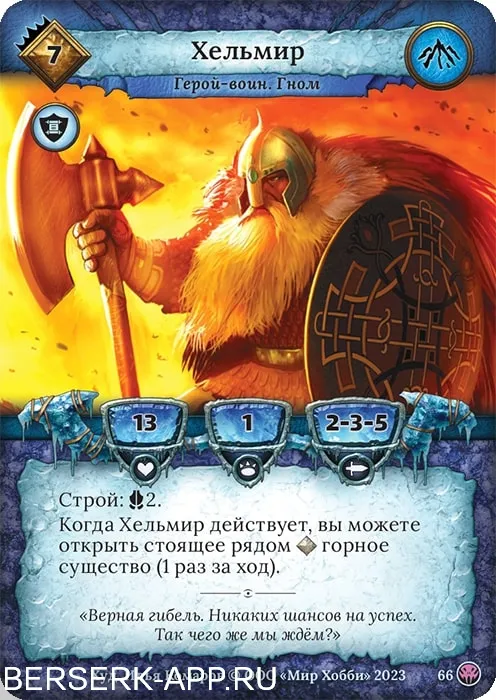 7
Хельмир
Герой-воин. Гном
13
1
2-3-5
Строй: 2.
Когда Хельмир действует, вы можете
открыть стоящее рядом горное
существо (1 раз за ход).
«Верная гибель. Никаких шансов на успех.
Так чего же мы ждём?»
Комаров © ООО «Мир Хобби» 2023 66
BERSERK-APP.RU